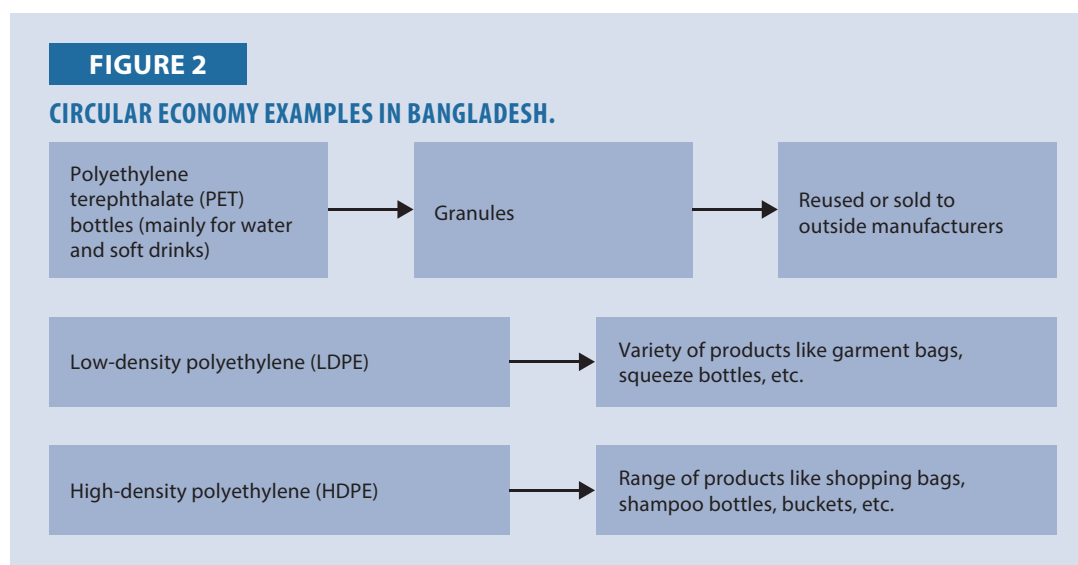 FIGURE 2
CIRCULAR ECONOMY EXAMPLES IN BANGLADESH.
Polyethylene
terephthalate (PET)
bottles (mainly for water
and soft drinks)
Granules
Reused or sold to
outside manufacturers
Low-density polyethylene (LDPE)
Variety of products like garment bags,
squeeze bottles, etc.
High-density polyethylene (HDPE)
Range of products like shopping bags,
shampoo bottles, buckets, etc.